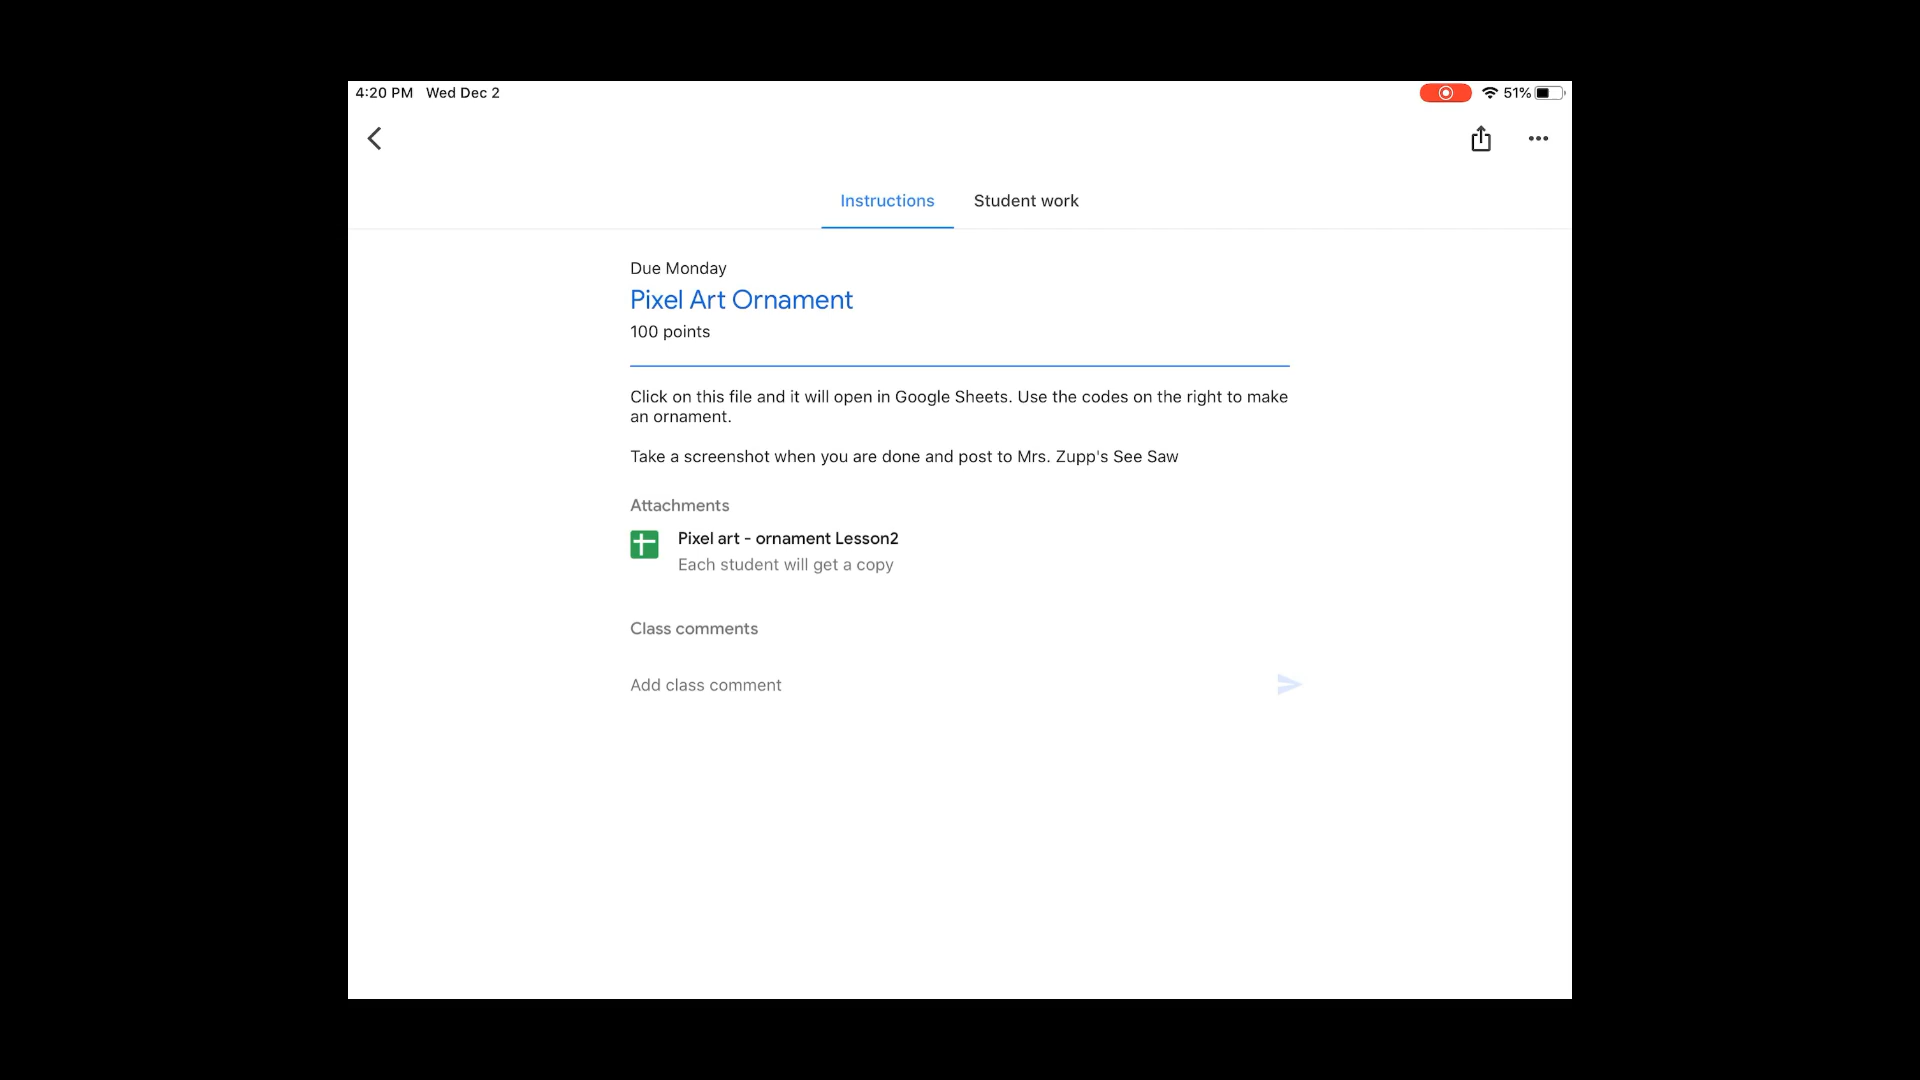 4:20 PM Wed Dec 2
51%
Instructions Student work
Due Monday
Pixel Art Ornament
100 points
Click on this file and it will open in Google Sheets. Use the codes on the right to make
an ornament.
Take a screenshot when you are done and post to Mrs. Zupp's See Saw
Attachments
Pixel art - ornament Lesson2
Each student will get a copy
Class comments
Add class comment